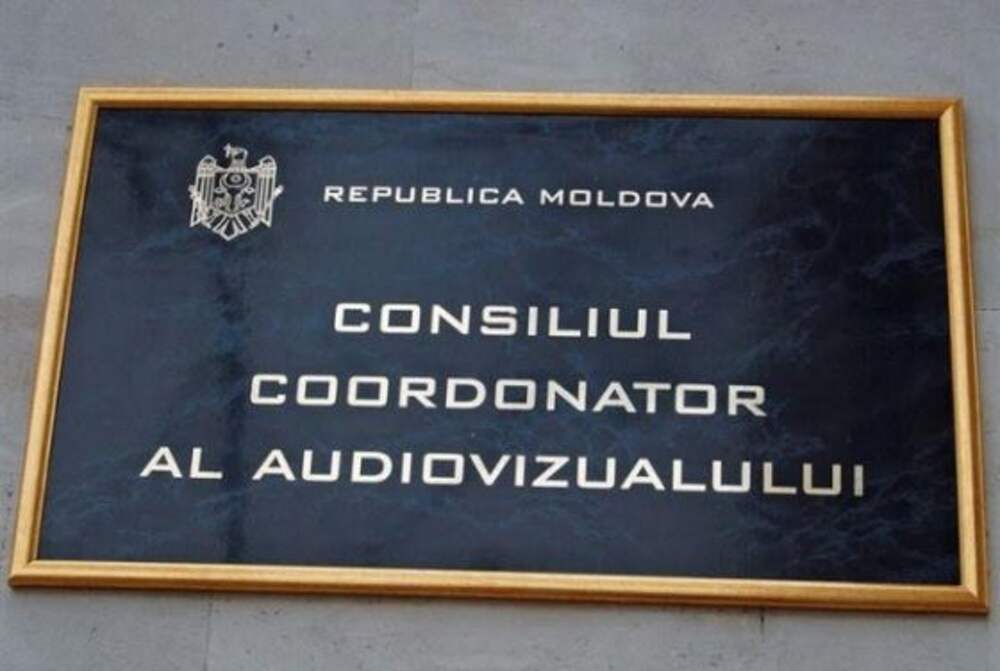 REPUBLICA MOLDOVA
CONSILIUL
COORDONATOR
AL AUDIOVIZUALULUI